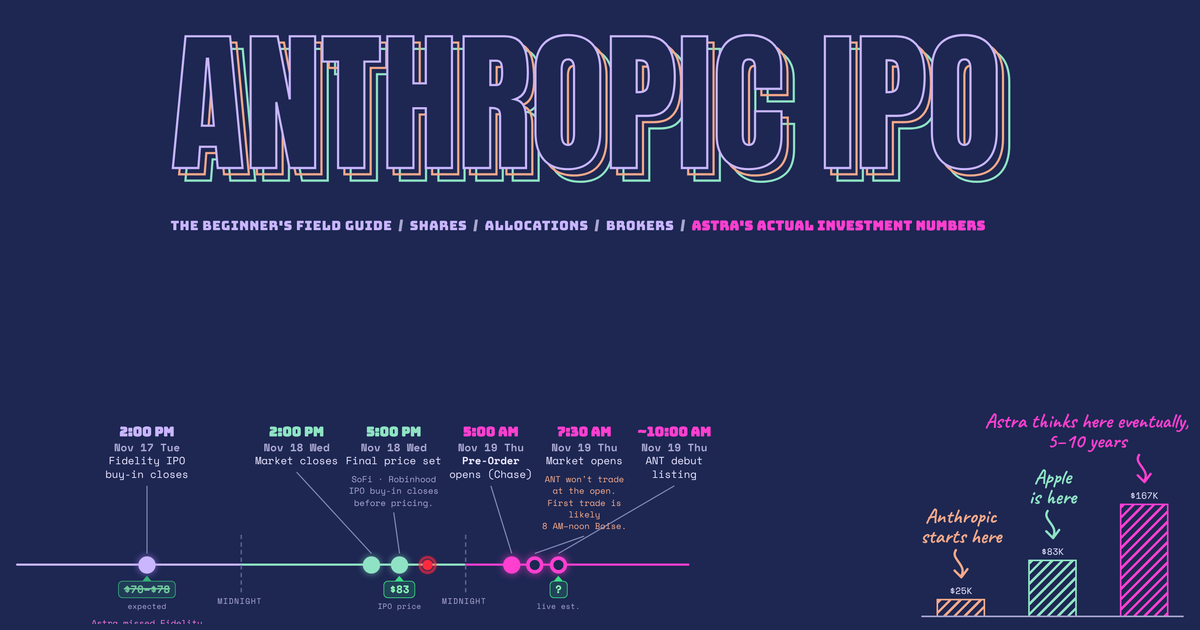 ANTHROPIC IPO
THE BEGINNER'S FIELD GUIDE / SHARES / ALLOCATIONS / BROKERS / ASTRA'S ACTUAL INVESTMENT NUMBERS
2:00 PM
Nov 17 Tue
Fidelity IPO
buy-in closes
2:00 PM
Nov 18 Wed
Market closes
5:00 PM
Nov 18 Wed
Final price set
SoFi · Robinhood
IPO buy-in closes
before pricing.
5:00 AM
Nov 19 Thu
Pre-Order
opens (Chase)
7:30 AM
Nov 19 Thu
Market opens
ANT won't trade
at the open.
First trade is
likely
8 AM–noon Boise.
~10:00 AM
Nov 19 Thu
ANT debut
listing
$70–$78
expected
Astra missed Fidelity
MIDNIGHT
$83
IPO price
MIDNIGHT
?
live est.
Astra thinks here eventually,
5–10 years
Apple
is here
Anthropic
starts here
$167K
$83K
$25K